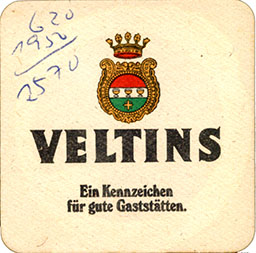 620
1950
2570
VELTINS
Ein Kennzeichen
für gute Gaststätten.